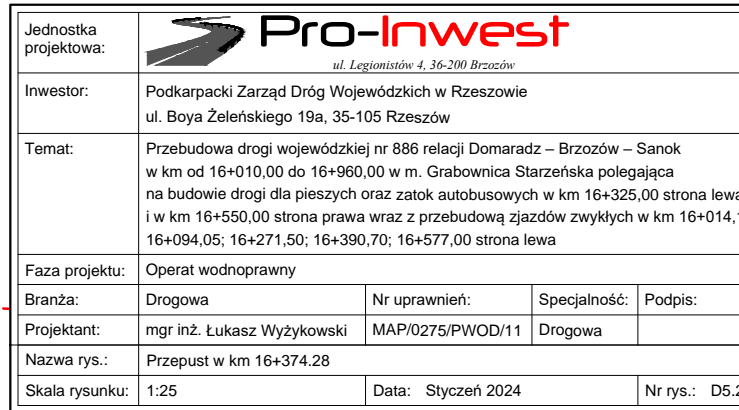 Jednostka
projektowa:
Pro-Inwest
ul. Legionistów 4, 36-200 Brzozów
Inwestor:
Podkarpacki Zarząd Dróg Wojewódzkich w Rzeszowie
ul. Boya Żeleńskiego 19a, 35-105 Rzeszów
Temat:
Przebudowa drogi wojewódzkiej nr 886 relacji Domaradz – Brzozów – Sanok
w km od 16+010,00 do 16+960,00 w m. Grabownica Starzeńska polegająca
na budowie drogi dla pieszych oraz zatok autobusowych w km 16+325,00 strona lewa
i w km 16+550,00 strona prawa wraz z przebudową zjazdów zwykłych w km 16+014,
16+094,05; 16+271,50; 16+390,70; 16+577,00 strona lewa
Faza projektu: Operat wodnoprawny
Branża: Drogowa Nr uprawnień: Specjalność: Podpis:
Projektant: mgr inż. Łukasz Wyżykowski MAP/0275/PWOD/11 Drogowa
Nazwa rys.: Przepust w km 16+374.28
Skala rysunku: 1:25 Data: Styczeń 2024 Nr rys.: D5.2